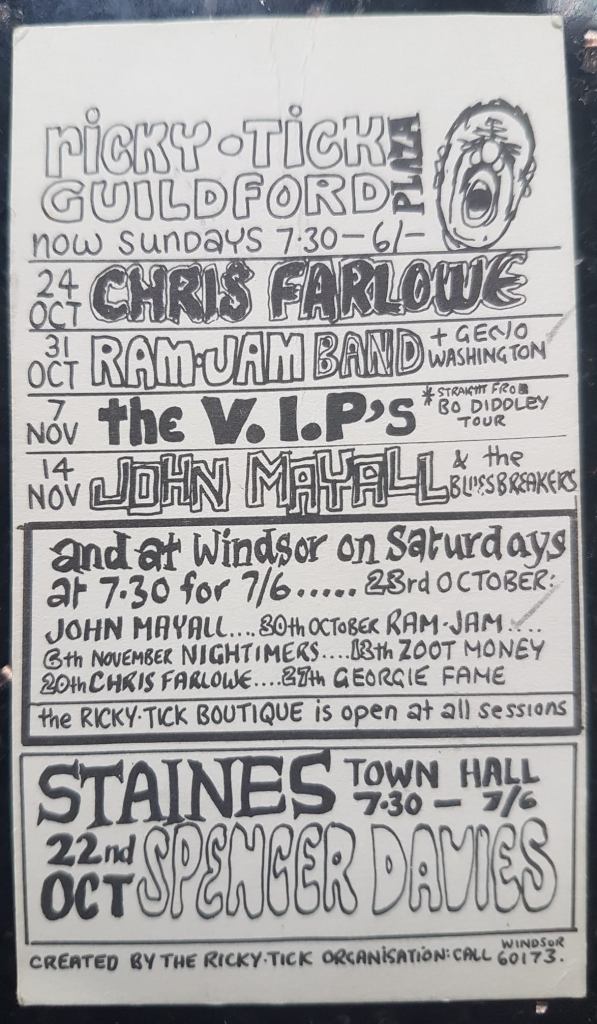 RICKY·TICK
GUILDFORD PLAZA
NOW SUNDAYS 7·30 – 6/–
24 OCT CHRIS FARLOWE
31 OCT RAM·JAM BAND + GENO WASHINGTON
7 NOV the V.I.P's * STRAIGHT FROM BO DIDDLEY TOUR
14 NOV JOHN MAYALL & the BLUESBREAKERS
and at Windsor on Saturdays
at 7·30 for 7/6..... 23rd OCTOBER:
JOHN MAYALL.... 30th OCTOBER RAM-JAM....
6th NOVEMBER NIGHTIMERS....13th ZOOT MONEY
20th CHRIS FARLOWE....27th GEORGIE FAME
the RICKY·TICK BOUTIQUE is open at all sessions
STAINES TOWN HALL
7·30 – 7/6
22nd OCT SPENCER DAVIES
CREATED BY THE RICKY·TICK ORGANISATION: CALL WINDSOR 60173.